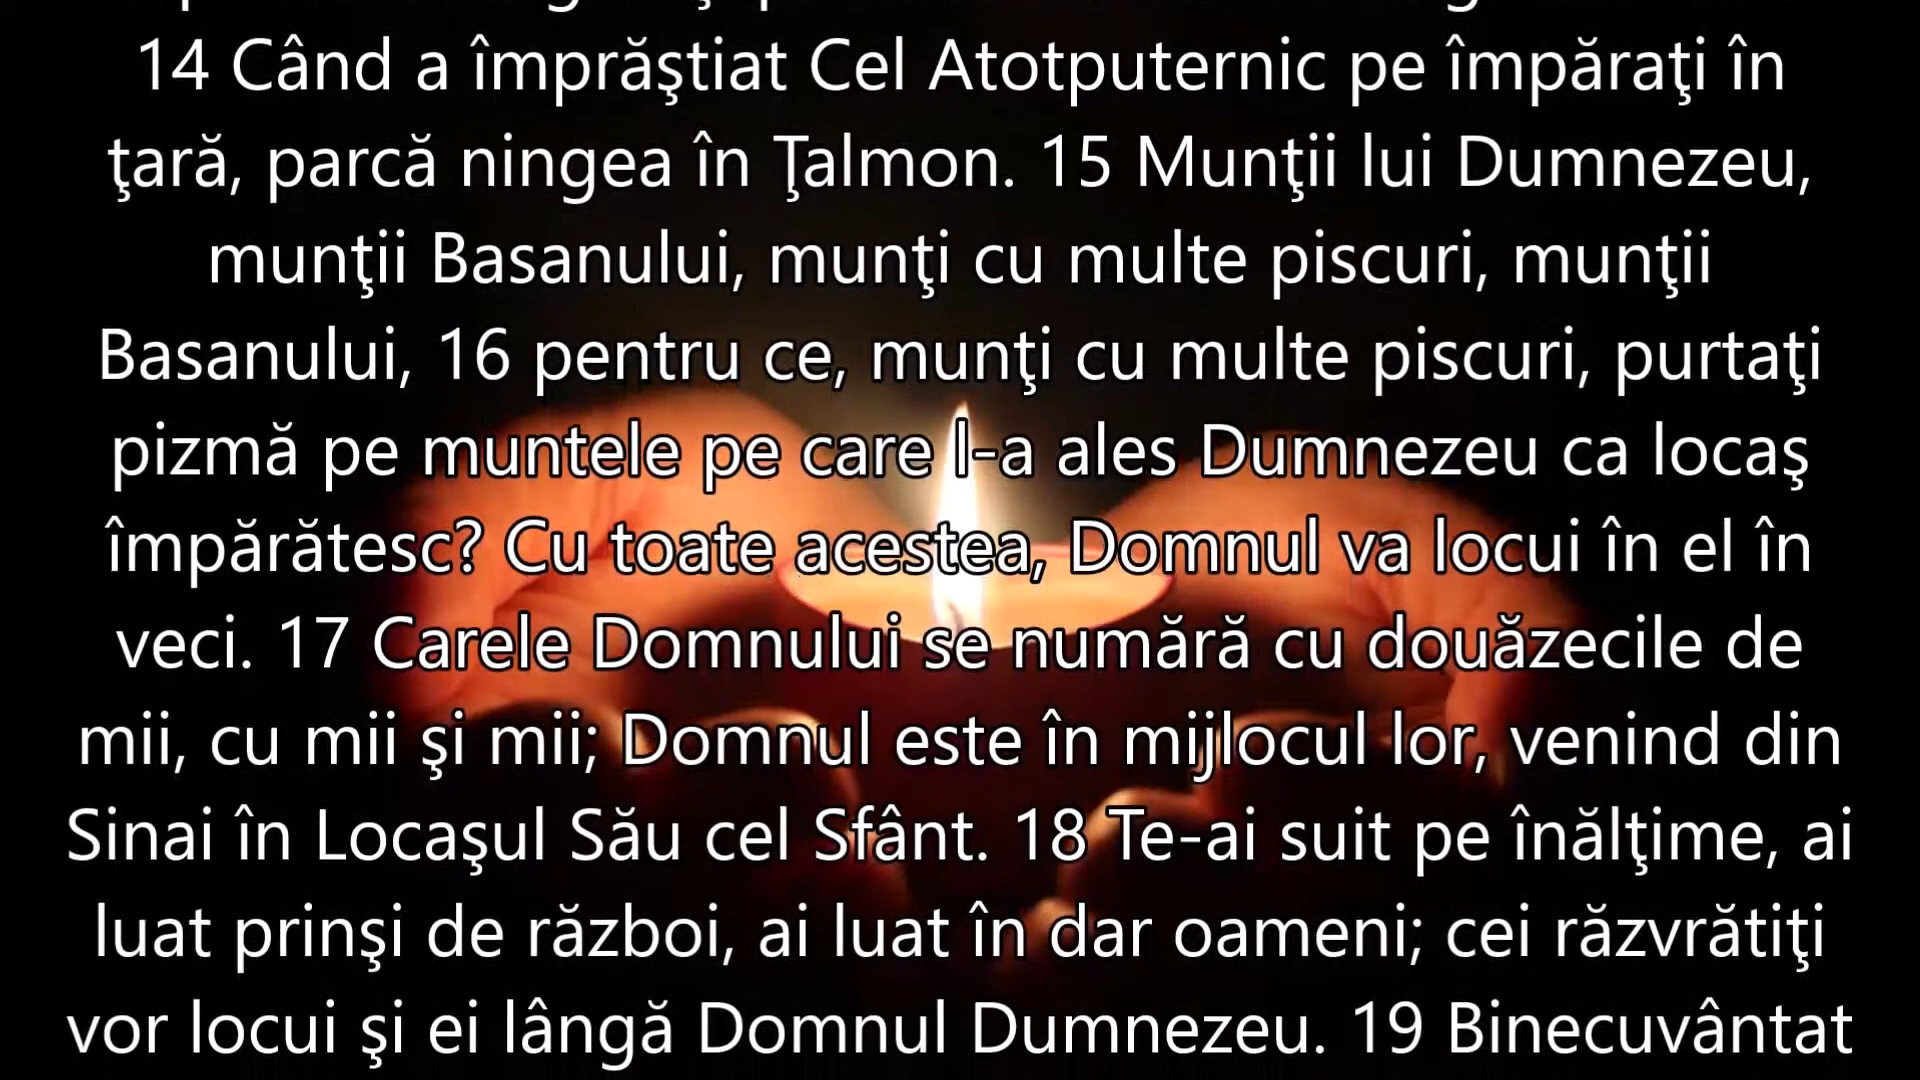 14 Când a împrăştiat Cel Atotputernic pe împăraţi în
ţară, parcă ningea în Ţalmon. 15 Munţii lui Dumnezeu,
munţii Basanului, munţi cu multe piscuri, munţii
Basanului, 16 pentru ce, munţi cu multe piscuri, purtaţi
pizmă pe muntele pe care l-a ales Dumnezeu ca locaş
împărătesc? Cu toate acestea, Domnul va locui în el în
veci. 17 Carele Domnului se numără cu douăzecile de
mii, cu mii şi mii; Domnul este în mijlocul lor, venind din
Sinai în Locaşul Său cel Sfânt. 18 Te-ai suit pe înălţime, ai
luat prinşi de război, ai luat în dar oameni; cei răzvrătiţi
vor locui şi ei lângă Domnul Dumnezeu. 19 Binecuvântat